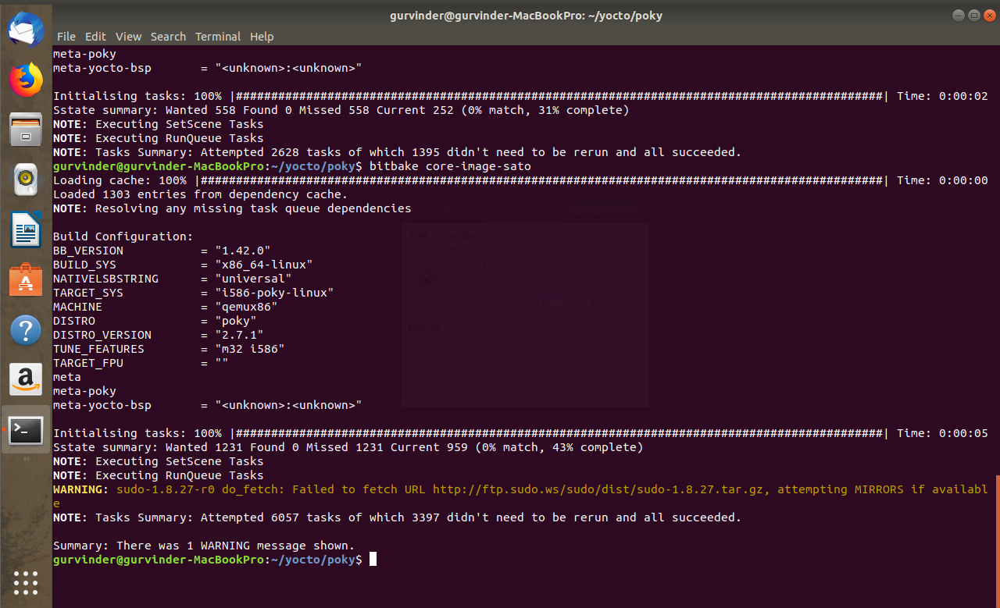 gurvinder@gurvinder-MacBookPro: ~/yocto/poky
File Edit View Search Terminal Help
meta-poky
meta-yocto-bsp       = "<unknown>:<unknown>"
Initialising tasks: 100% |############################################################################################| Time: 0:00:02
Sstate summary: Wanted 558 Found 0 Missed 558 Current 252 (0% match, 31% complete)
NOTE: Executing SetScene Tasks
NOTE: Executing RunQueue Tasks
NOTE: Tasks Summary: Attempted 2628 tasks of which 1395 didn't need to be rerun and all succeeded.
gurvinder@gurvinder-MacBookPro:~/yocto/poky$ bitbake core-image-sato
Loading cache: 100% |#################################################################################################| Time: 0:00:00
Loaded 1303 entries from dependency cache.
NOTE: Resolving any missing task queue dependencies
Build Configuration:
BB_VERSION           = "1.42.0"
BUILD_SYS            = "x86_64-linux"
NATIVELSBSTRING      = "universal"
TARGET_SYS           = "i586-poky-linux"
MACHINE              = "qemux86"
DISTRO               = "poky"
DISTRO_VERSION       = "2.7.1"
TUNE_FEATURES        = "m32 i586"
TARGET_FPU           = ""
meta
meta-poky
meta-yocto-bsp       = "<unknown>:<unknown>"
Initialising tasks: 100% |############################################################################################| Time: 0:00:05
Sstate summary: Wanted 1231 Found 0 Missed 1231 Current 959 (0% match, 43% complete)
NOTE: Executing SetScene Tasks
NOTE: Executing RunQueue Tasks
WARNING: sudo-1.8.27-r0 do_fetch: Failed to fetch URL http://ftp.sudo.ws/sudo/dist/sudo-1.8.27.tar.gz, attempting MIRRORS if availabl
e
NOTE: Tasks Summary: Attempted 6057 tasks of which 3397 didn't need to be rerun and all succeeded.
Summary: There was 1 WARNING message shown.
gurvinder@gurvinder-MacBookPro:~/yocto/poky$